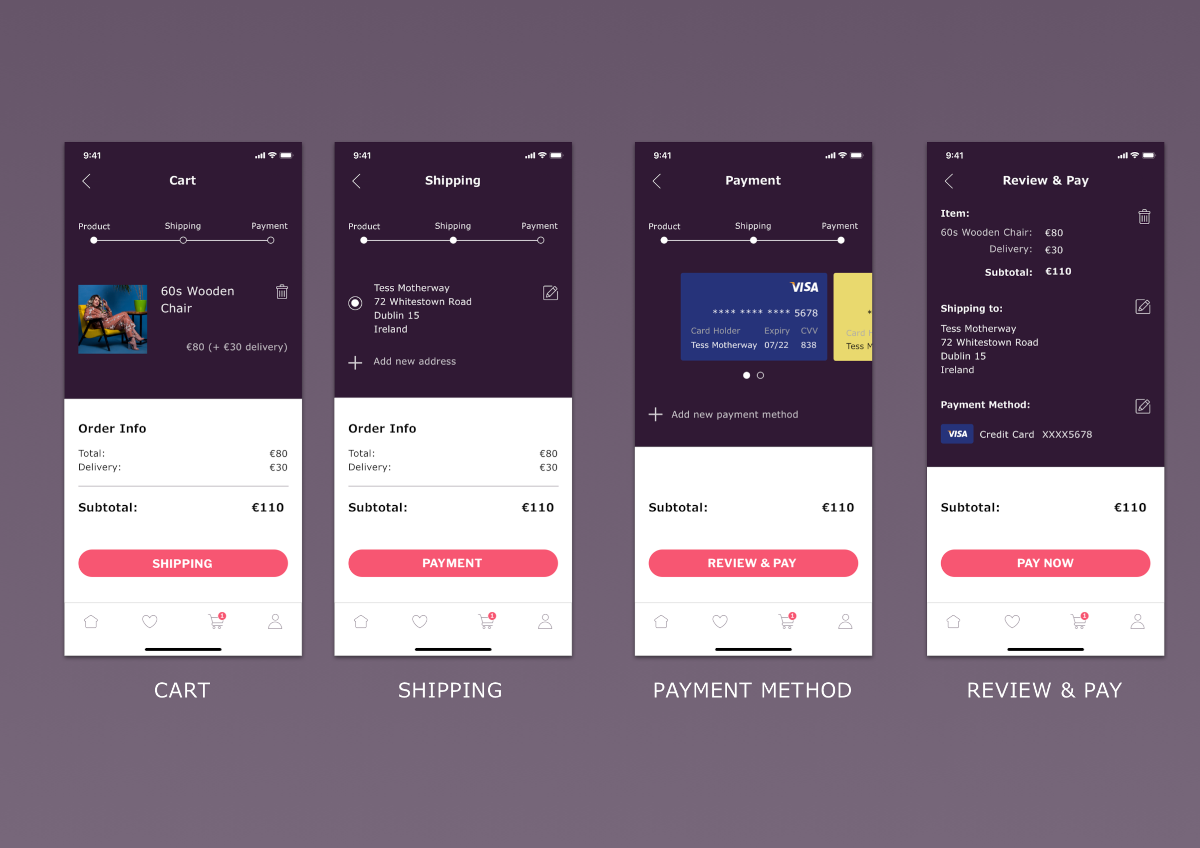 9:41
Cart
Product Shipping Payment
60s Wooden
Chair
€80 (+ €30 delivery)
Order Info
Total: €80
Delivery: €30
Subtotal: €110
SHIPPING
1
CART
9:41
Shipping
Product Shipping Payment
Tess Motherway
72 Whitestown Road
Dublin 15
Ireland
Add new address
Order Info
Total: €80
Delivery: €30
Subtotal: €110
PAYMENT
1
SHIPPING
9:41
Payment
Product Shipping Payment
VISA
**** **** **** 5678 *
Card Holder Expiry CVV Card H
Tess Motherway 07/22 838 Tess M
Add new payment method
Subtotal: €110
REVIEW & PAY
1
PAYMENT METHOD
9:41
Review & Pay
Item:
60s Wooden Chair: €80
Delivery: €30
Subtotal: €110
Shipping to:
Tess Motherway
72 Whitestown Road
Dublin 15
Ireland
Payment Method:
VISA Credit Card XXXX5678
Subtotal: €110
PAY NOW
1
REVIEW & PAY